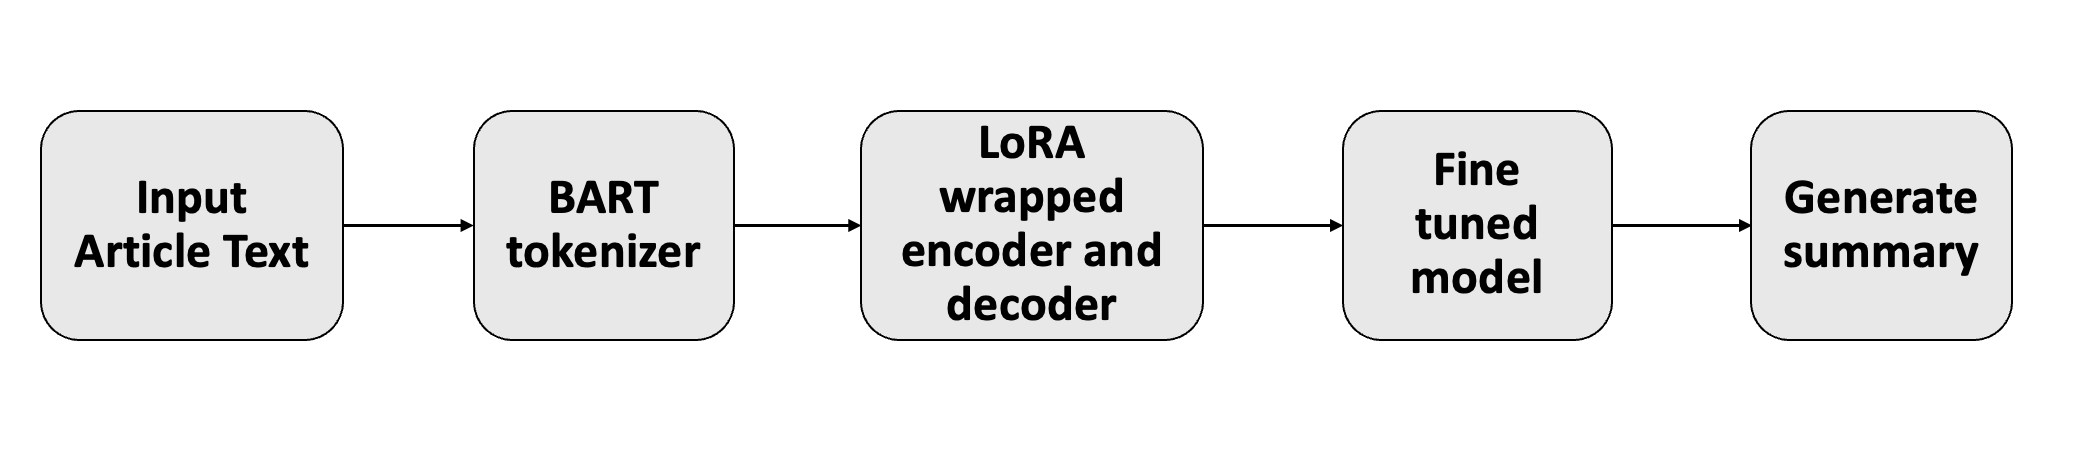 Input
Article Text
BART
tokenizer
LoRA
wrapped
encoder and
decoder
Fine
tuned
model
Generate
summary